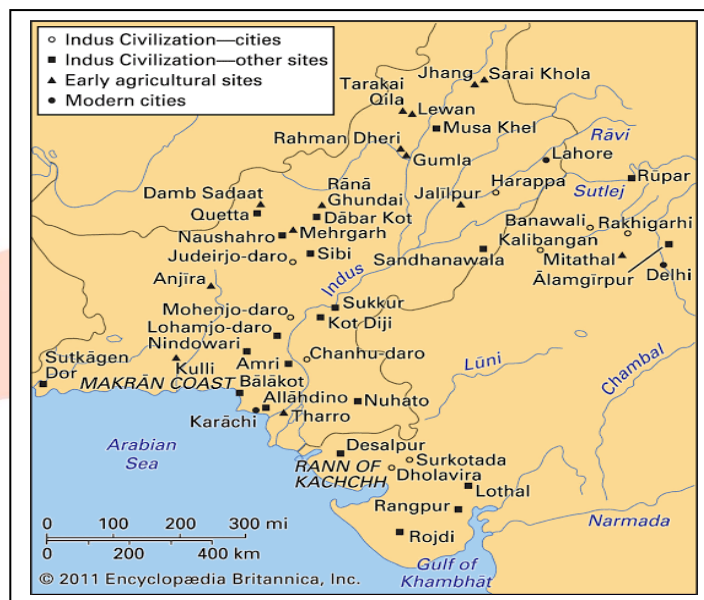 Indus Civilization—cities
Indus Civilization—other sites
Early agricultural sites
Modern cities
Jhang
Sarai Khola
Tarakai
Qila
Lewan
Musa Khel
Rahman Dheri
Gumla
Rāvi
Lahore
Harappa
Sutlej
Rūpar
Damb Sadaat
Rānā
Ghundai
Jalīlpur
Quetta
Dābar Kot
Banawali
Rakhigarhi
Naushahro
Mehrgarh
Kalibangan
Judeirjo-daro
Sibi
Sandhanawala
Mitathal
Ālamgīrpur
Delhi
Anjīra
Indus
Mohenjo-daro
Sukkur
Lohamjo-daro
Kot Diji
Nindowari
Chanhu-daro
Lūni
Chambal
Sutkāgen
Dor
Kulli
Amri
MAKRĀN COAST
Bālākot
Allāhdino
Nuhato
Karāchi
Tharro
Arabian
Sea
Desalpur
Surkotada
RANN OF
KACHCHH
Dholavira
Lothal
Rangpur
Narmada
Rojdi
Gulf of
Khambhāt
0 100 200 300 mi
0 200 400 km
© 2011 Encyclopædia Britannica, Inc.